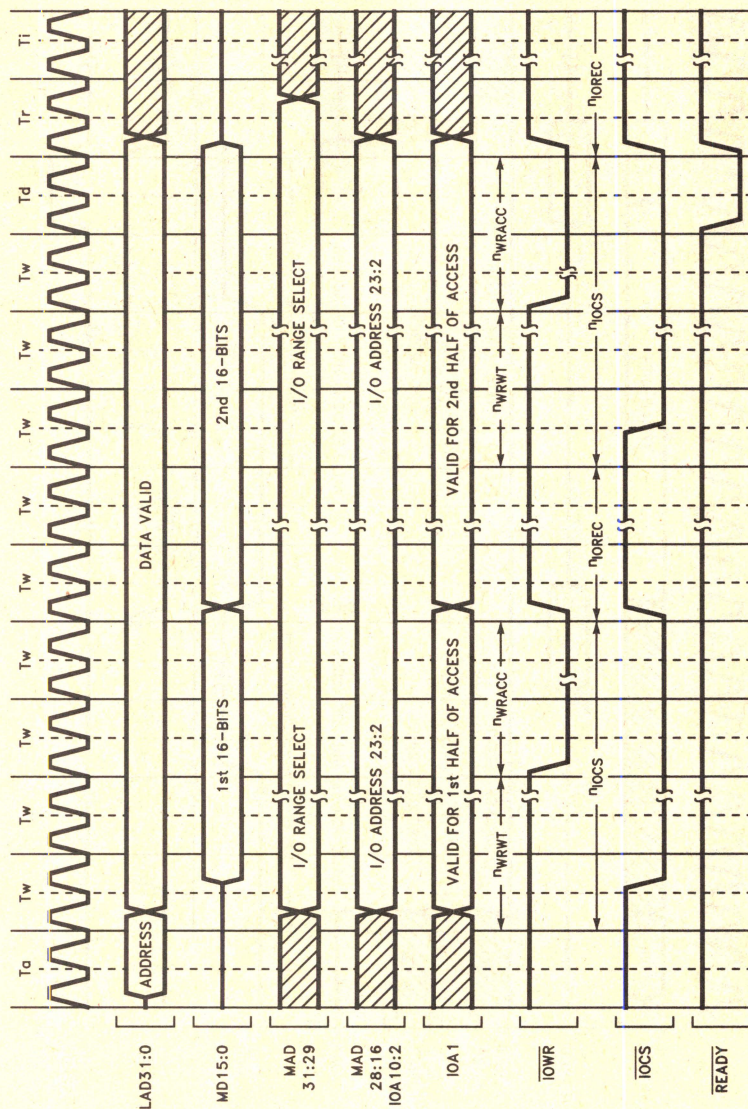 Ta Tw Tw Tw Tw Tw Tw Tw Tw Tw Td Tr Ti
LAD31:0
ADDRESS
DATA VALID
MD15:0
1st 16-BITS
2nd 16-BITS
MAD
31:29
I/O RANGE SELECT
I/O RANGE SELECT
MAD
28:16
IOA10:2
I/O ADDRESS 23:2
I/O ADDRESS 23:2
IOA1
VALID FOR 1st HALF OF ACCESS
VALID FOR 2nd HALF OF ACCESS
IOWR
nWRWT
nWRACC
nWRWT
nWRACC
IOCS
nIOCS
nIOREC
nIOCS
nIOREC
READY